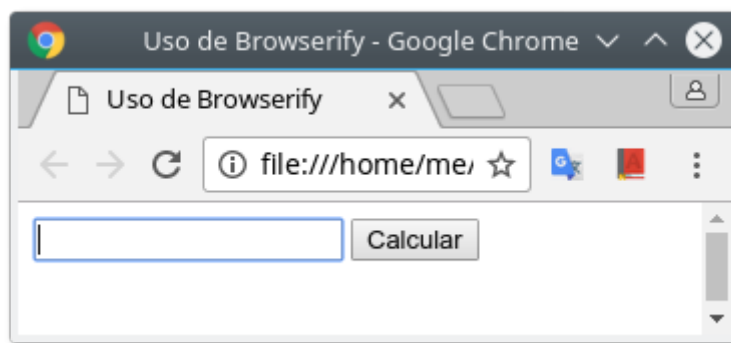 Uso de Browserify - Google Chrome
Uso de Browserify
file:///home/me/
Calcular